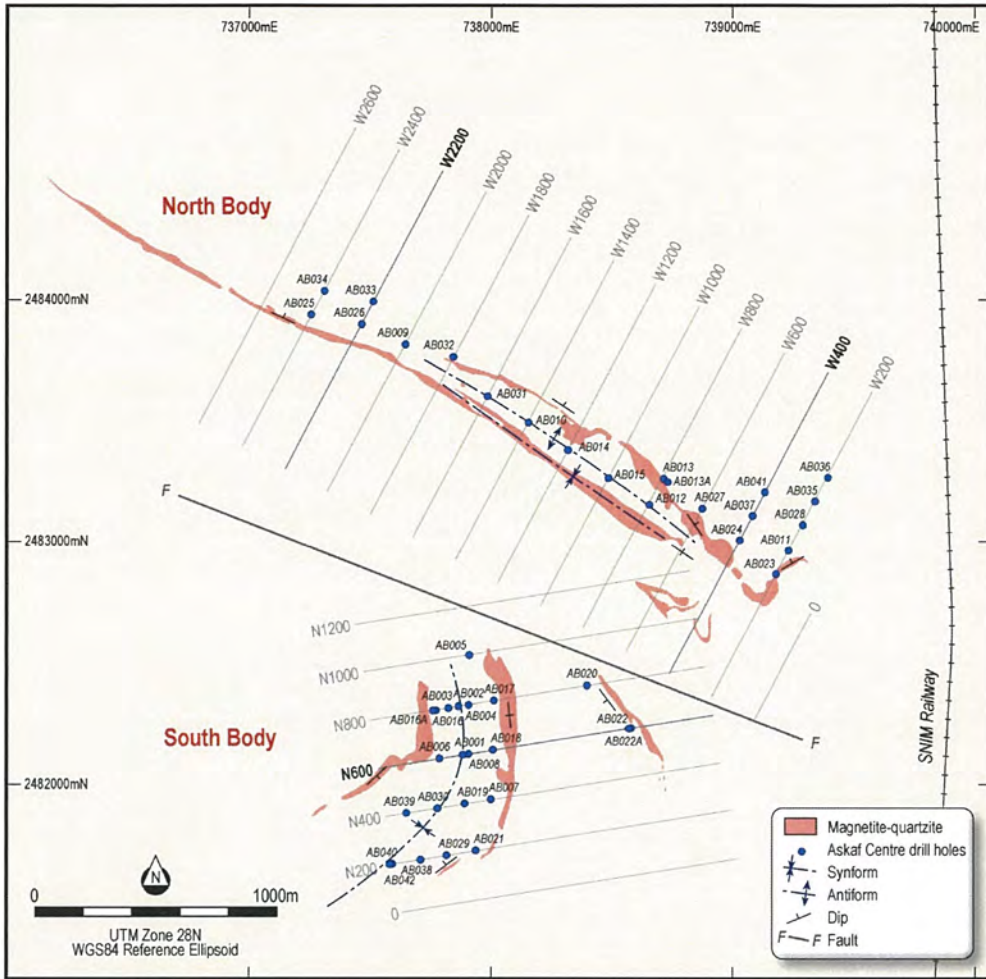 737000mE
738000mE
739000mE
740000mE
2484000mN
2483000mN
2482000mN
North Body
South Body
W2600
W2400
W2200
W2000
W1800
W1600
W1400
W1200
W1000
W800
W600
W400
W200
0
AB034
AB033
AB025
AB026
AB009
AB032
AB031
AB010
AB014
AB015
AB013
AB013A
AB012
AB027
AB041
AB036
AB037
AB035
AB024
AB028
AB011
AB023
F
F
N1200
N1000
N800
N600
N400
N200
0
AB005
AB003
AB002
AB017
AB016A
AB016
AB004
AB020
AB022
AB022A
AB006
AB001
AB018
AB008
AB039
AB030
AB019
AB007
AB040
AB029
AB021
AB038
AB042
SNIM Railway
N
0
1000m
UTM Zone 28N
WGS84 Reference Ellipsoid
Magnetite-quartzite
Askaf Centre drill holes
Synform
Antiform
Dip
F F Fault